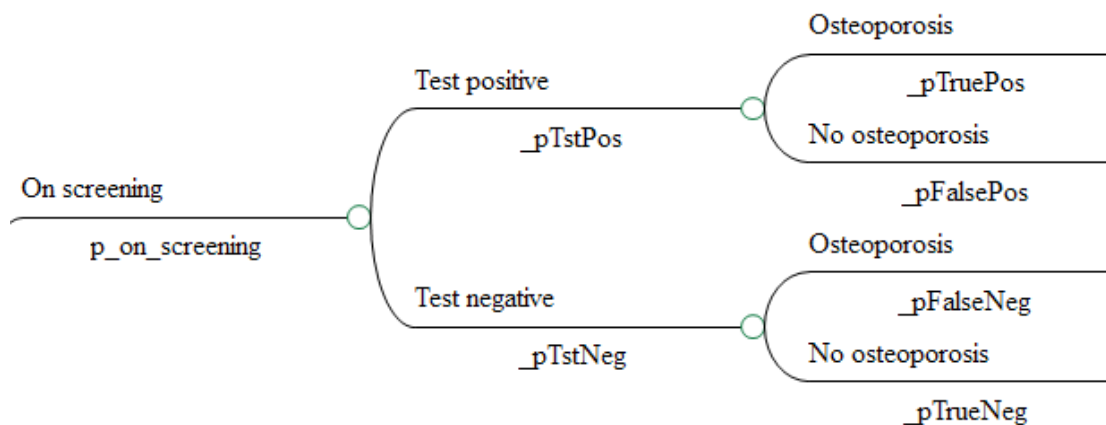 Osteoporosis
_pTruePos
Test positive
_pTstPos
No osteoporosis
_pFalsePos
On screening
p_on_screening
Osteoporosis
_pFalseNeg
Test negative
_pTstNeg
No osteoporosis
_pTrueNeg